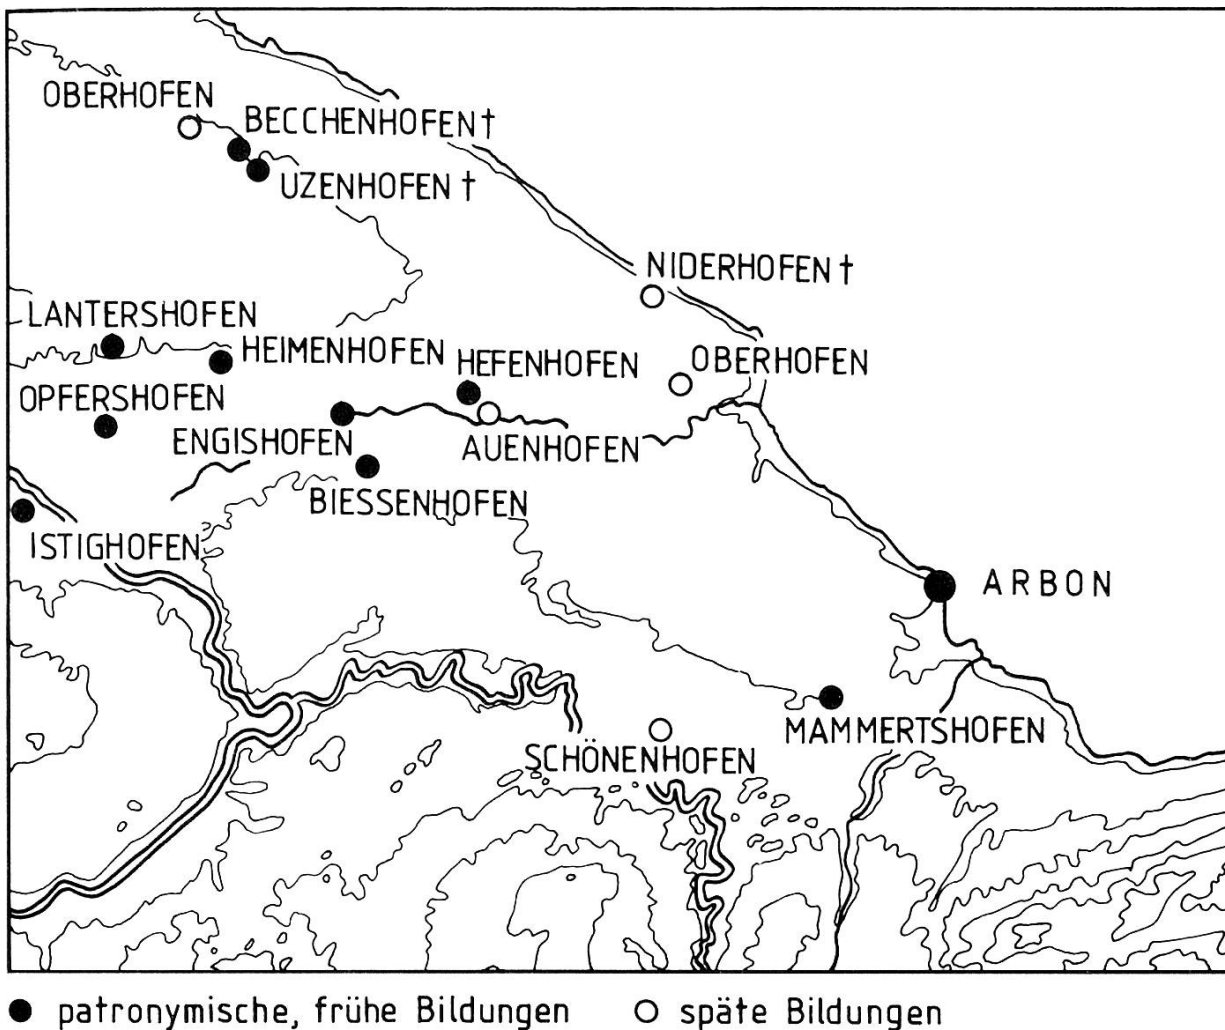 OBERHOFEN
BECCHENHOFEN†
UZENHOFEN†
NIDERHOFEN†
LANTERSHOFEN
HEIMENHOFEN
HEFENHOFEN
OBERHOFEN
OPFERSHOFEN
ENGISHOFEN
AUENHOFEN
BIESSENHOFEN
ISTIGHOFEN
ARBON
MAMMERTSHOFEN
SCHÖNENHOFEN
● patronymische, frühe Bildungen ○ späte Bildungen